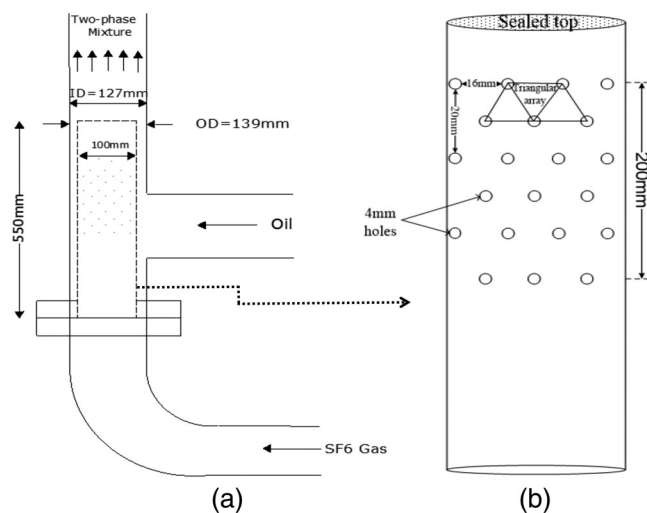 Two-phase
Mixture
ID=127mm
OD=139mm
100mm
550mm
Oil
SF6 Gas
(a)
Sealed top
16mm
Triangular
array
20mm
200mm
4mm
holes
(b)